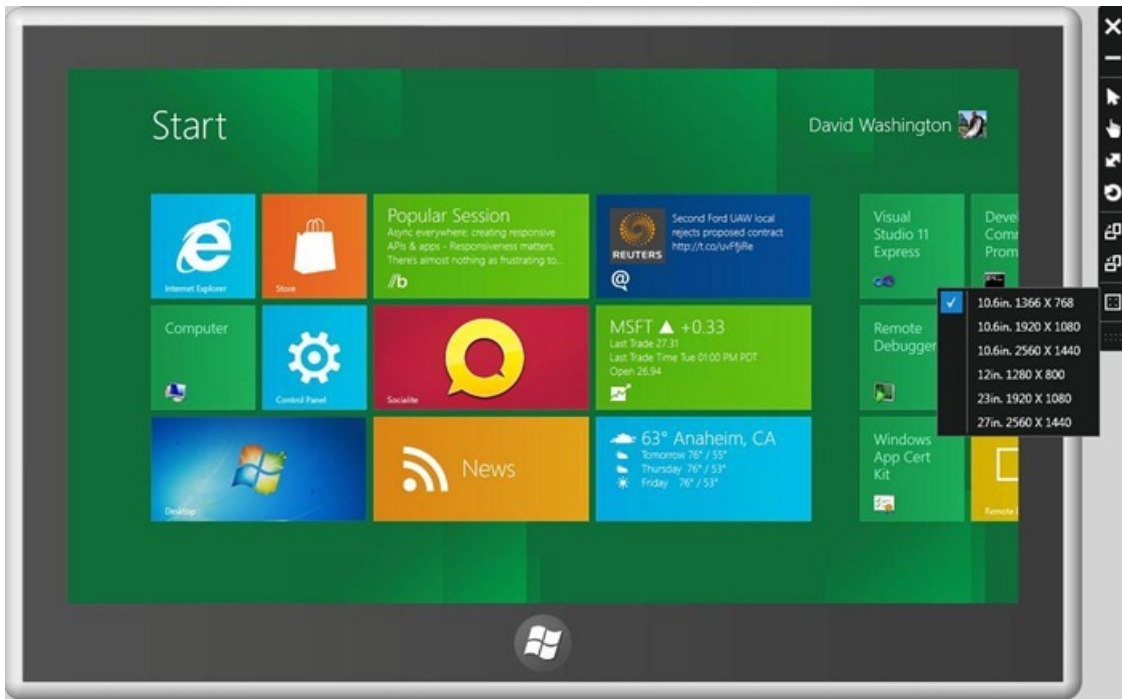 Start
David Washington
Internet Explorer
Store
Popular Session
Async everywhere: creating responsive
APIs & apps - Responsiveness matters.
There's almost nothing as frustrating to...
//b
REUTERS
Second Ford UAW local
rejects proposed contract
http://t.co/uvFfjiRe
@
Visual
Studio 11
Express
Devel
Comm
Prom
Computer
Control Panel
Socialite
MSFT ▲ +0.33
Last Trade 27.31
Last Trade Time Tue 01:00 PM PDT
Open 26.94
Remote
Debugger
10.6in. 1366 X 768
10.6in. 1920 X 1080
10.6in. 2560 X 1440
12in. 1280 X 800
23in. 1920 X 1080
27in. 2560 X 1440
Desktop
News
63° Anaheim, CA
Tomorrow 76° / 55°
Thursday 76° / 53°
Friday 76° / 53°
Windows
App Cert
Kit
Remote